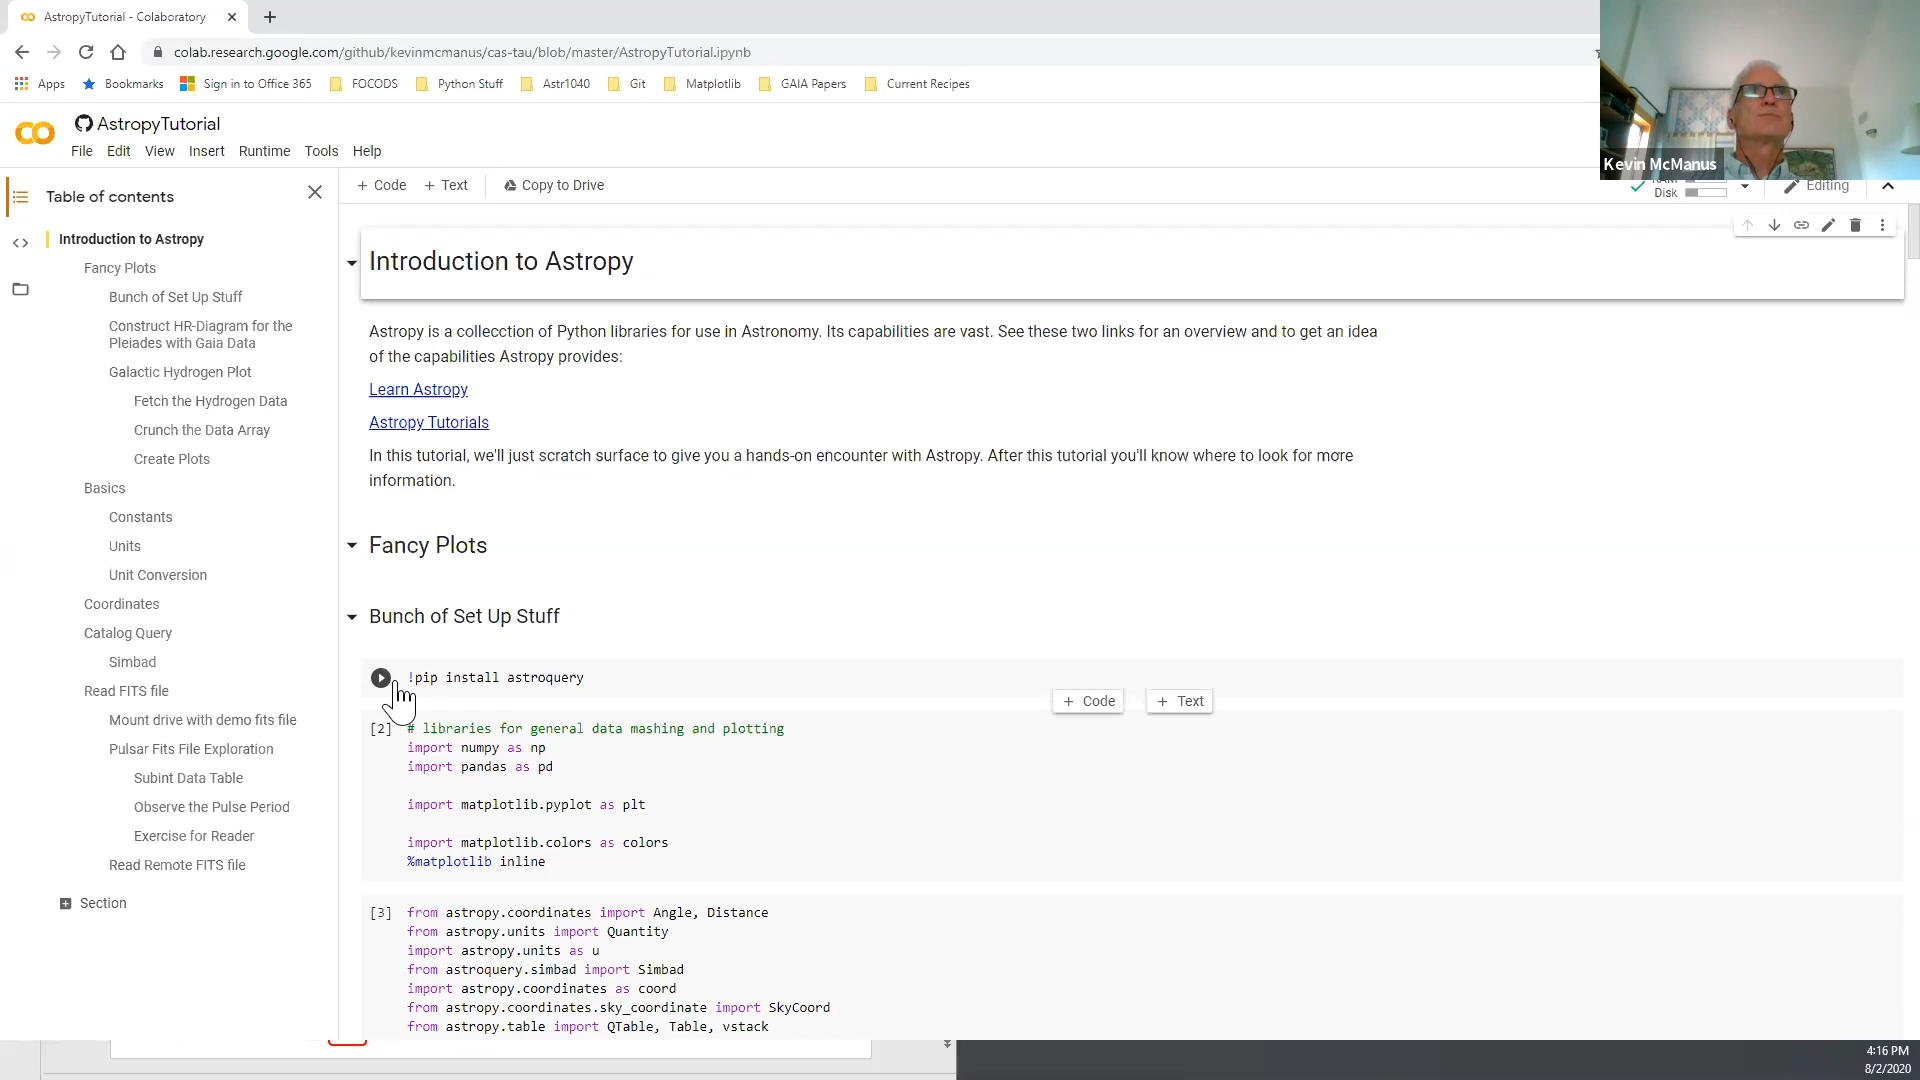 AstropyTutorial - Colaboratory
colab.research.google.com/github/kevinmcmanus/cas-tau/blob/master/AstropyTutorial.ipynb
Apps Bookmarks Sign in to Office 365 FOCODS Python Stuff Astr1040 Git Matplotlib GAIA Papers Current Recipes
AstropyTutorial
File Edit View Insert Runtime Tools Help
Kevin McManus
+ Code + Text Copy to Drive
RAM
Disk
Editing
Table of contents
Introduction to Astropy
Fancy Plots
Bunch of Set Up Stuff
Construct HR-Diagram for the
Pleiades with Gaia Data
Galactic Hydrogen Plot
Fetch the Hydrogen Data
Crunch the Data Array
Create Plots
Basics
Constants
Units
Unit Conversion
Coordinates
Catalog Query
Simbad
Read FITS file
Mount drive with demo fits file
Pulsar Fits File Exploration
Subint Data Table
Observe the Pulse Period
Exercise for Reader
Read Remote FITS file
Section
Introduction to Astropy
Astropy is a collecction of Python libraries for use in Astronomy. Its capabilities are vast. See these two links for an overview and to get an idea
of the capabilities Astropy provides:
Learn Astropy
Astropy Tutorials
In this tutorial, we'll just scratch surface to give you a hands-on encounter with Astropy. After this tutorial you'll know where to look for more
information.
Fancy Plots
Bunch of Set Up Stuff
!pip install astroquery
+ Code + Text
[2] # libraries for general data mashing and plotting
import numpy as np
import pandas as pd
import matplotlib.pyplot as plt
import matplotlib.colors as colors
%matplotlib inline
[3] from astropy.coordinates import Angle, Distance
from astropy.units import Quantity
import astropy.units as u
from astroquery.simbad import Simbad
import astropy.coordinates as coord
from astropy.coordinates.sky_coordinate import SkyCoord
from astropy.table import QTable, Table, vstack
4:16 PM
8/2/2020